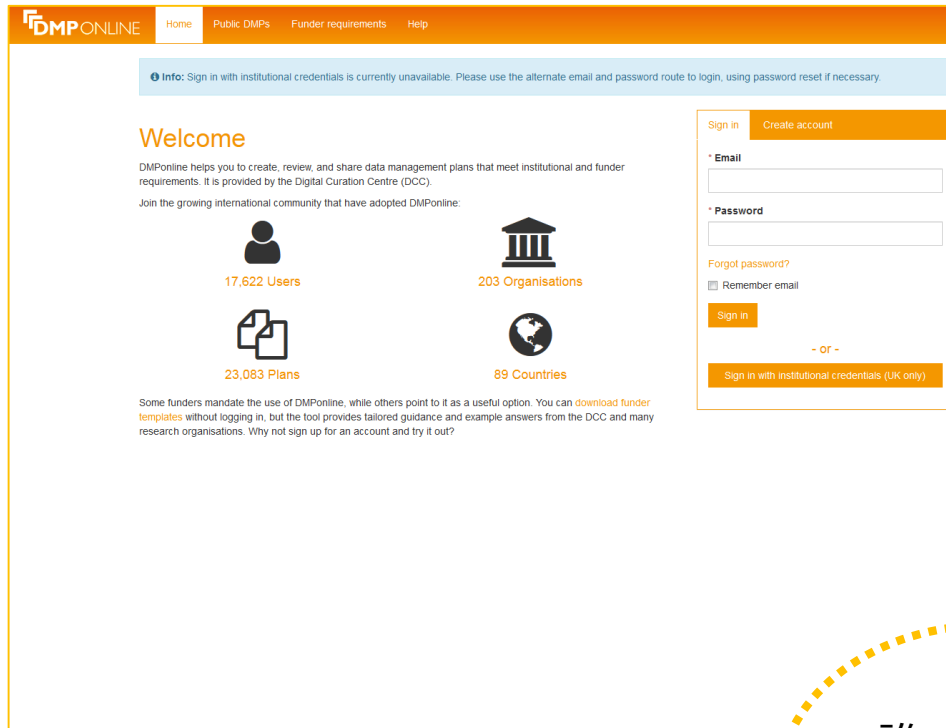 DMPONLINE
Home Public DMPs Funder requirements Help
Info: Sign in with institutional credentials is currently unavailable. Please use the alternate email and password route to login, using password reset if necessary.
Welcome
DMPonline helps you to create, review, and share data management plans that meet institutional and funder
requirements. It is provided by the Digital Curation Centre (DCC).
Join the growing international community that have adopted DMPonline:
17,622 Users
203 Organisations
23,083 Plans
89 Countries
Some funders mandate the use of DMPonline, while others point to it as a useful option. You can download funder
templates without logging in, but the tool provides tailored guidance and example answers from the DCC and many
research organisations. Why not sign up for an account and try it out?
Sign in Create account
* Email
* Password
Forgot password?
Remember email
Sign in
- or -
Sign in with institutional credentials (UK only)